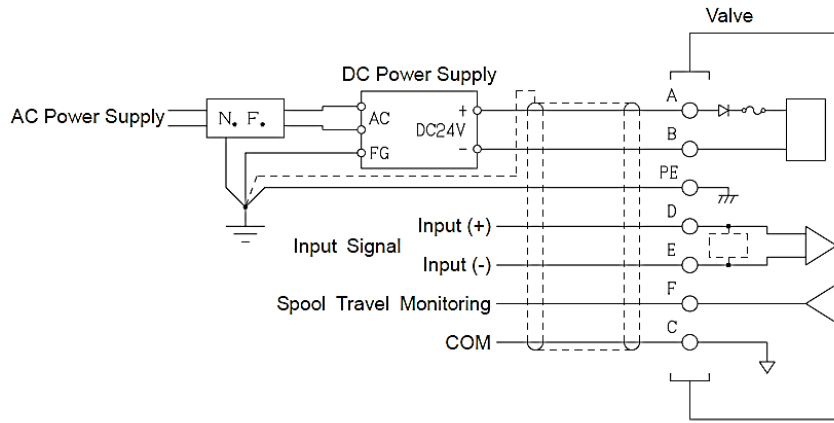 Valve
DC Power Supply
AC Power Supply
N. F.
AC
+
DC24V
-
FG
A
B
PE
D
Input (+)
Input Signal
E
Input (-)
F
Spool Travel Monitoring
C
COM